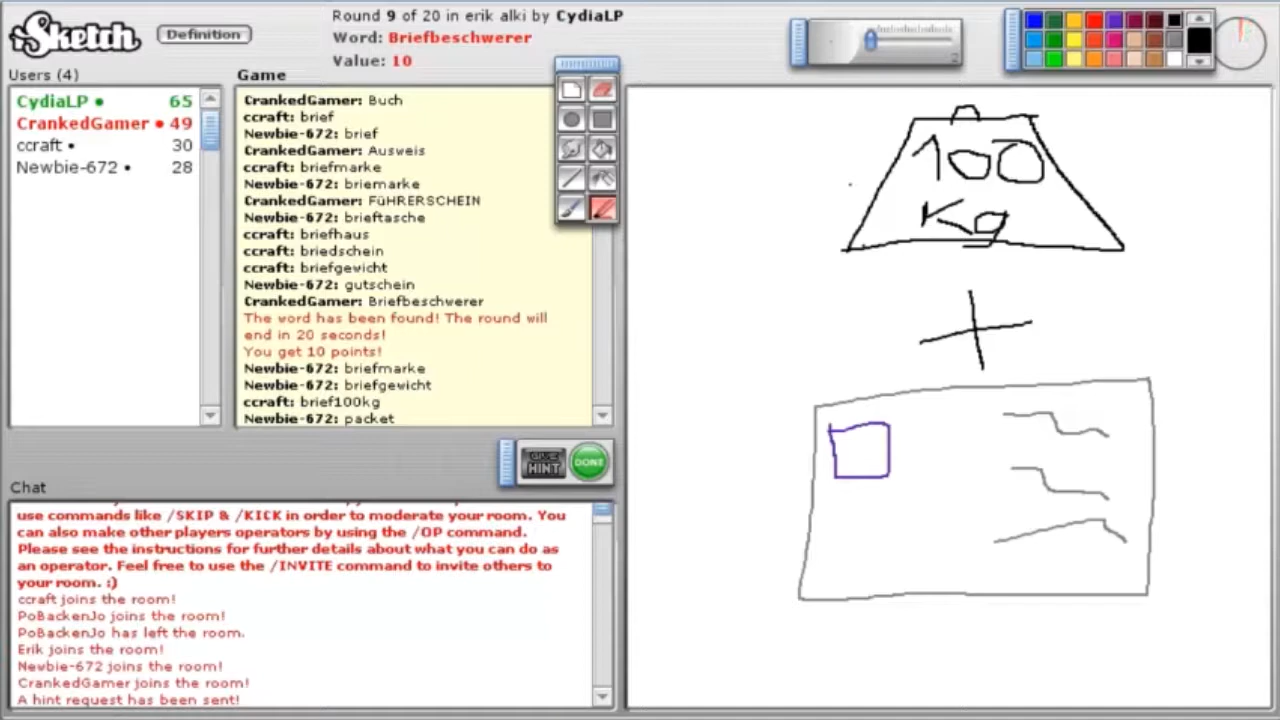 iSketch
Definition
Round 9 of 20 in erik alki by CydiaLP
Word: Briefbeschwerer
Value: 10
2
Users (4)
CydiaLP • 65
CrankedGamer • 49
ccraft • 30
Newbie-672 • 28
Game
CrankedGamer: Buch
ccraft: brief
Newbie-672: brief
CrankedGamer: Ausweis
ccraft: briefmarke
Newbie-672: briemarke
CrankedGamer: FüHRERSCHEIN
Newbie-672: brieftasche
ccraft: briefhaus
ccraft: briedschein
ccraft: briefgewicht
Newbie-672: gutschein
CrankedGamer: Briefbeschwerer
The word has been found! The round will
end in 20 seconds!
You get 10 points!
Newbie-672: briefmarke
Newbie-672: briefgewicht
ccraft: brief100kg
Newbie-672: packet
GIVE
HINT
DONE
Chat
use commands like /SKIP & /KICK in order to moderate your room. You
can also make other players operators by using the /OP command.
Please see the instructions for further details about what you can do as
an operator. Feel free to use the /INVITE command to invite others to
your room. :)
ccraft joins the room!
PoBackenJo joins the room!
PoBackenJo has left the room.
Erik joins the room!
Newbie-672 joins the room!
CrankedGamer joins the room!
A hint request has been sent!
100
Kg
+